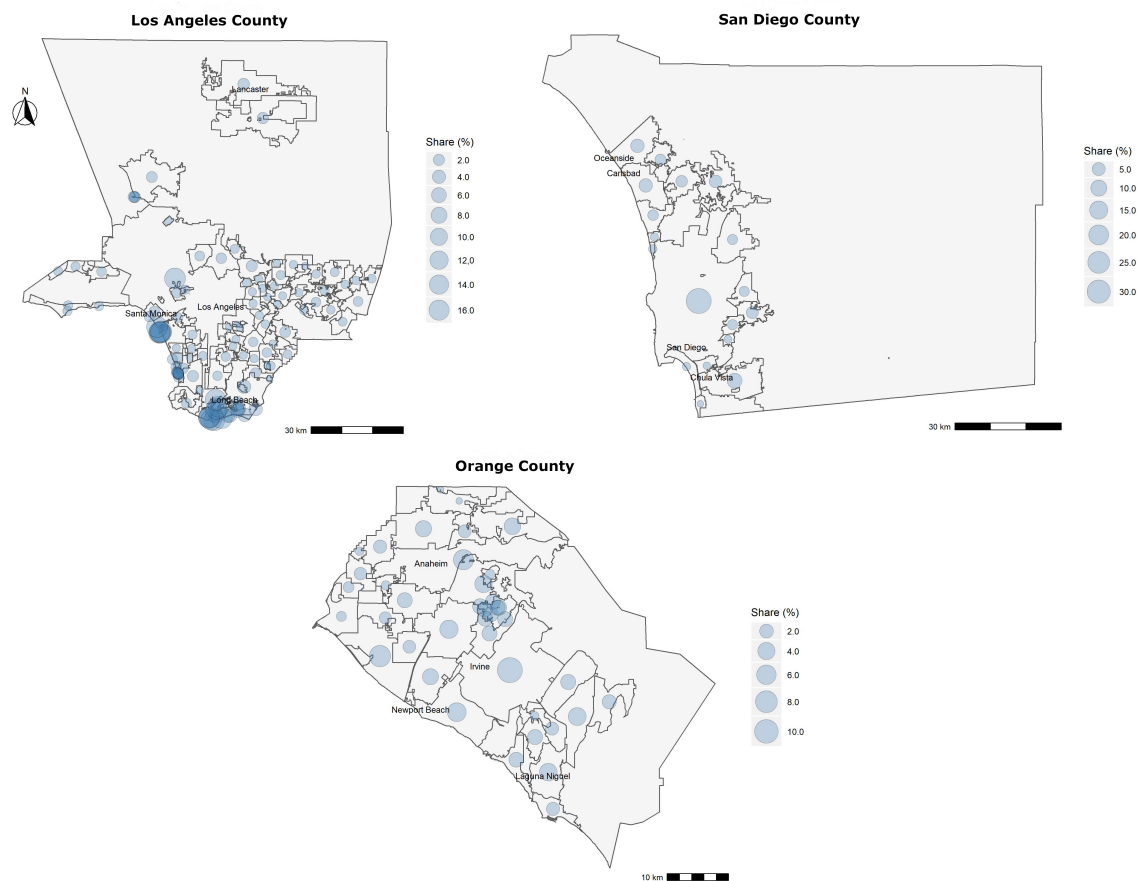 Los Angeles County
N
Lancaster
Santa Monica
Los Angeles
Long Beach
30 km
Share (%)
2.0
4.0
6.0
8.0
10.0
12.0
14.0
16.0
San Diego County
Oceanside
Carlsbad
San Diego
Chula Vista
30 km
Share (%)
5.0
10.0
15.0
20.0
25.0
30.0
Orange County
Anaheim
Irvine
Newport Beach
Laguna Niguel
10 km
Share (%)
2.0
4.0
6.0
8.0
10.0